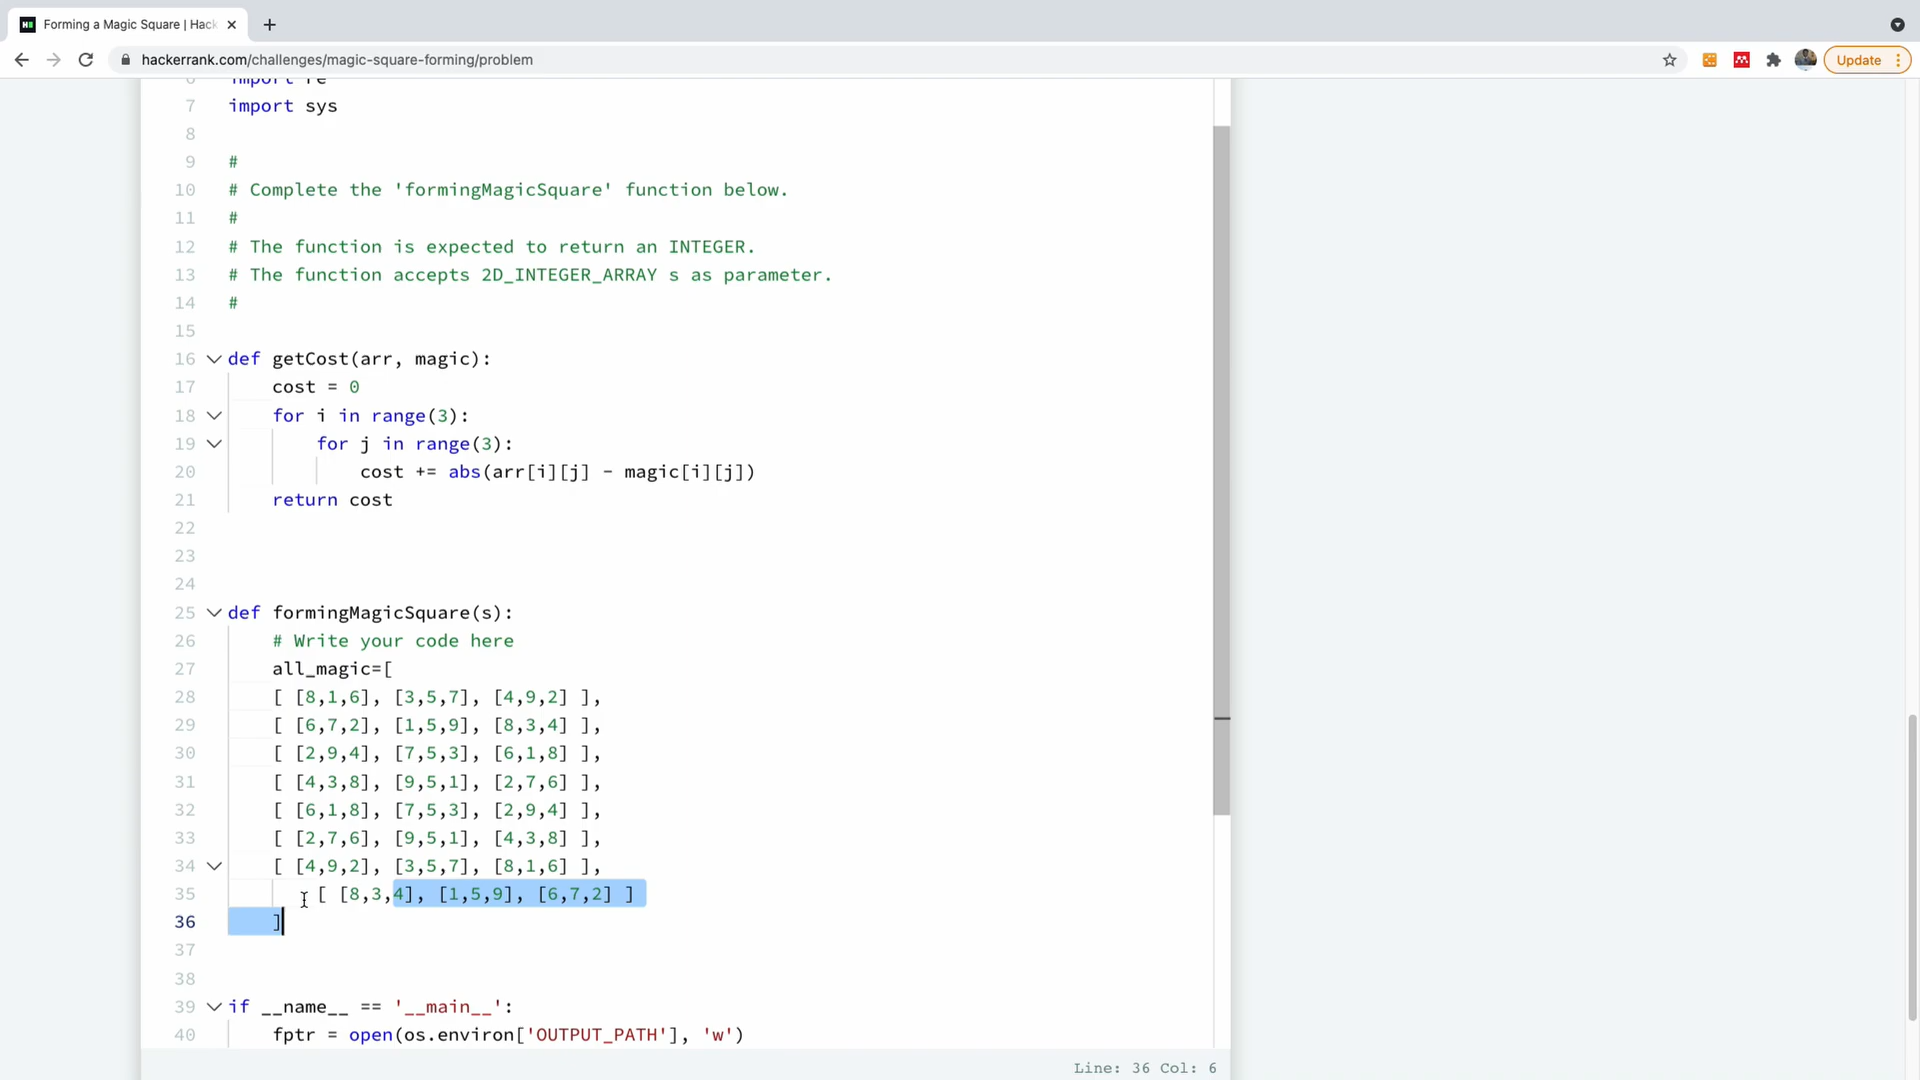 Forming a Magic Square | Hack
hackerrank.com/challenges/magic-square-forming/problem
Update
6 import re
7 import sys
8
9 #
10 # Complete the 'formingMagicSquare' function below.
11 #
12 # The function is expected to return an INTEGER.
13 # The function accepts 2D_INTEGER_ARRAY s as parameter.
14 #
15
16 def getCost(arr, magic):
17 cost = 0
18 for i in range(3):
19 for j in range(3):
20 cost += abs(arr[i][j] - magic[i][j])
21 return cost
22
23
24
25 def formingMagicSquare(s):
26 # Write your code here
27 all_magic=[
28 [ [8,1,6], [3,5,7], [4,9,2] ],
29 [ [6,7,2], [1,5,9], [8,3,4] ],
30 [ [2,9,4], [7,5,3], [6,1,8] ],
31 [ [4,3,8], [9,5,1], [2,7,6] ],
32 [ [6,1,8], [7,5,3], [2,9,4] ],
33 [ [2,7,6], [9,5,1], [4,3,8] ],
34 [ [4,9,2], [3,5,7], [8,1,6] ],
35 [ [8,3,4], [1,5,9], [6,7,2] ]
36 ]
37
38
39 if __name__ == '__main__':
40 fptr = open(os.environ['OUTPUT_PATH'], 'w')
Line: 36 Col: 6